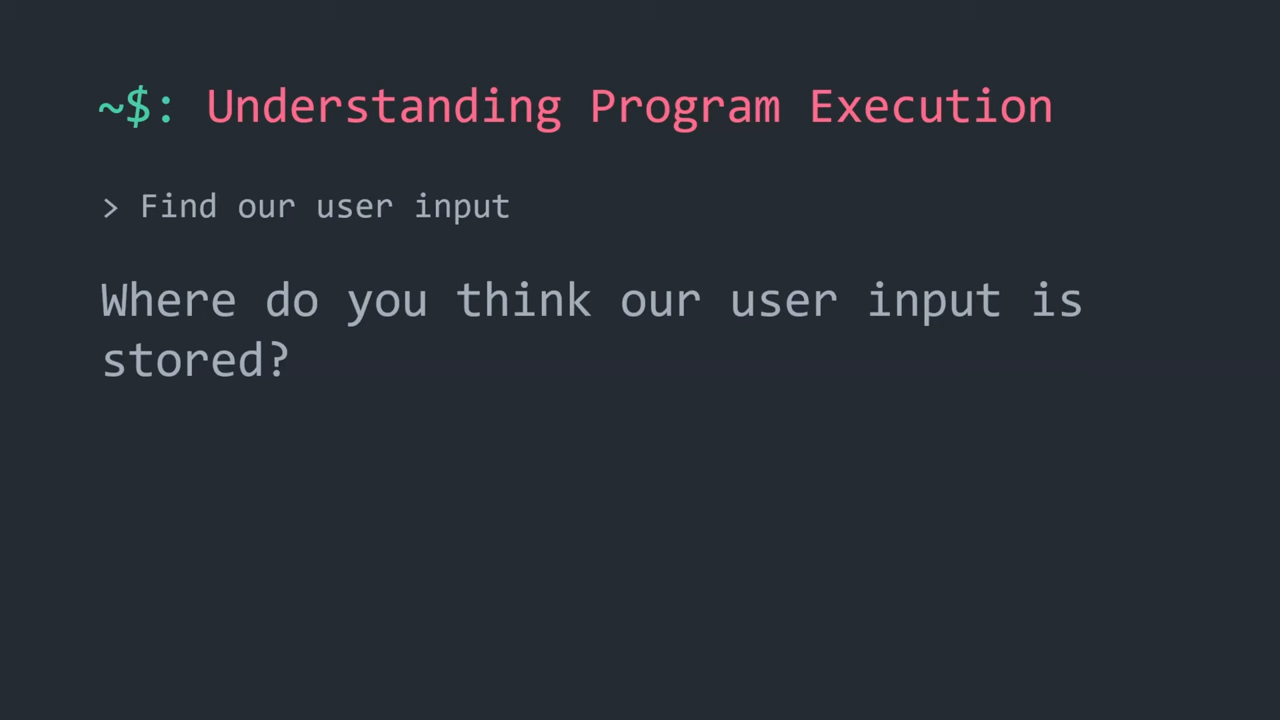 ~$: Understanding Program Execution
> Find our user input
Where do you think our user input is
stored?